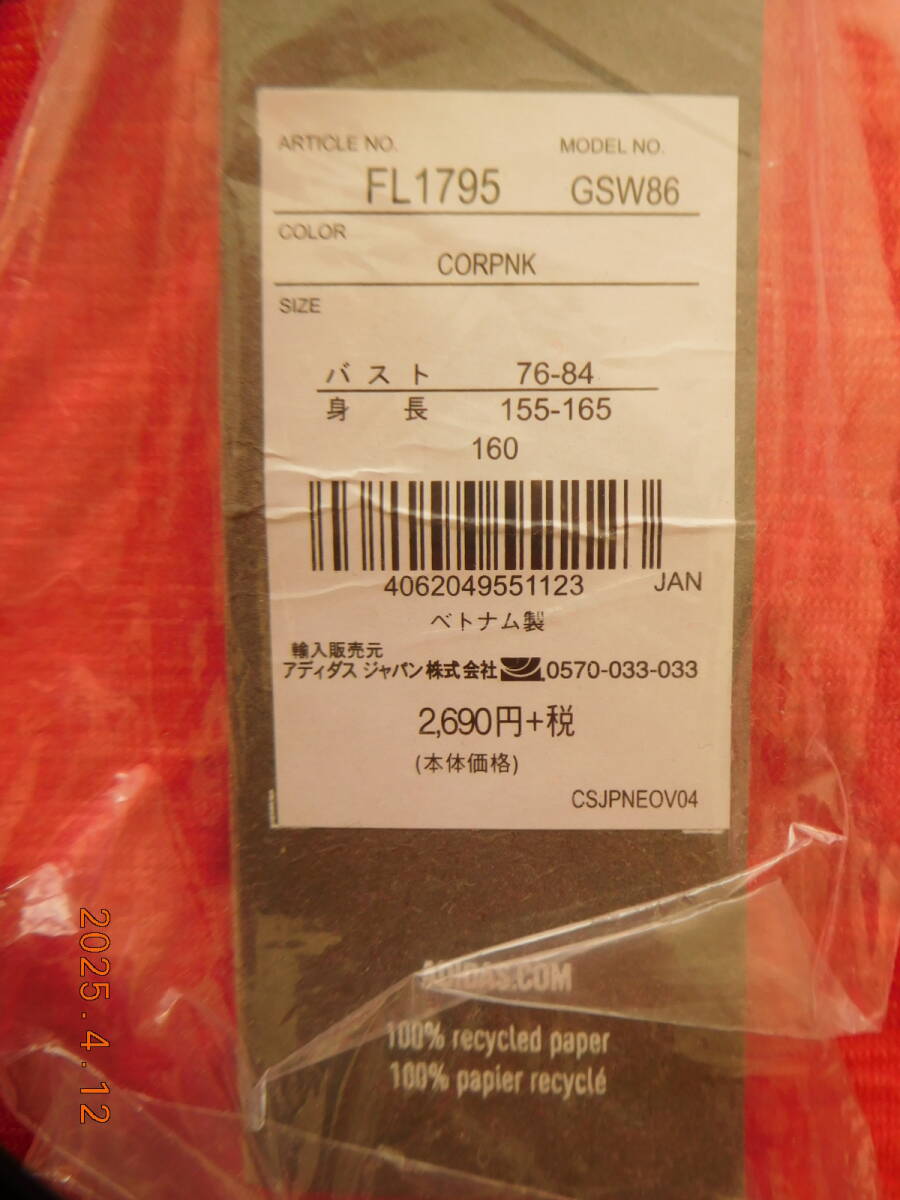 ARTICLE NO. MODEL NO.
FL1795 GSW86
COLOR
CORPNK
SIZE
バスト 76-84
身長 155-165
160
4062049551123 JAN
ベトナム製
輸入販売元
アディダス ジャパン株式会社 0570-033-033
2,690円+税
(本体価格)
CSJPNEOV04
ADIDAS.COM
100% recycled paper
100% papier recyclé
2025.4.12